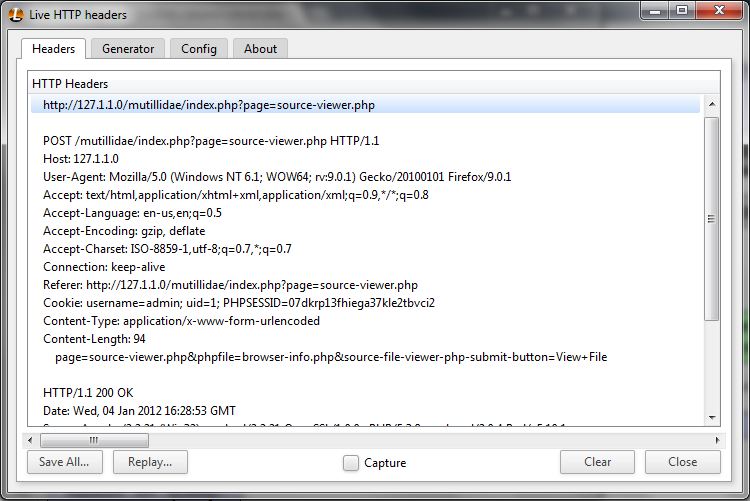 Live HTTP headers
Headers Generator Config About
HTTP Headers
http://127.1.1.0/mutillidae/index.php?page=source-viewer.php
POST /mutillidae/index.php?page=source-viewer.php HTTP/1.1
Host: 127.1.1.0
User-Agent: Mozilla/5.0 (Windows NT 6.1; WOW64; rv:9.0.1) Gecko/20100101 Firefox/9.0.1
Accept: text/html,application/xhtml+xml,application/xml;q=0.9,*/*;q=0.8
Accept-Language: en-us,en;q=0.5
Accept-Encoding: gzip, deflate
Accept-Charset: ISO-8859-1,utf-8;q=0.7,*;q=0.7
Connection: keep-alive
Referer: http://127.1.1.0/mutillidae/index.php?page=source-viewer.php
Cookie: username=admin; uid=1; PHPSESSID=07dkrp13fhiega37kle2tbvci2
Content-Type: application/x-www-form-urlencoded
Content-Length: 94
page=source-viewer.php&phpfile=browser-info.php&source-file-viewer-php-submit-button=View+File
HTTP/1.1 200 OK
Date: Wed, 04 Jan 2012 16:28:53 GMT
Save All... Replay... Capture Clear Close